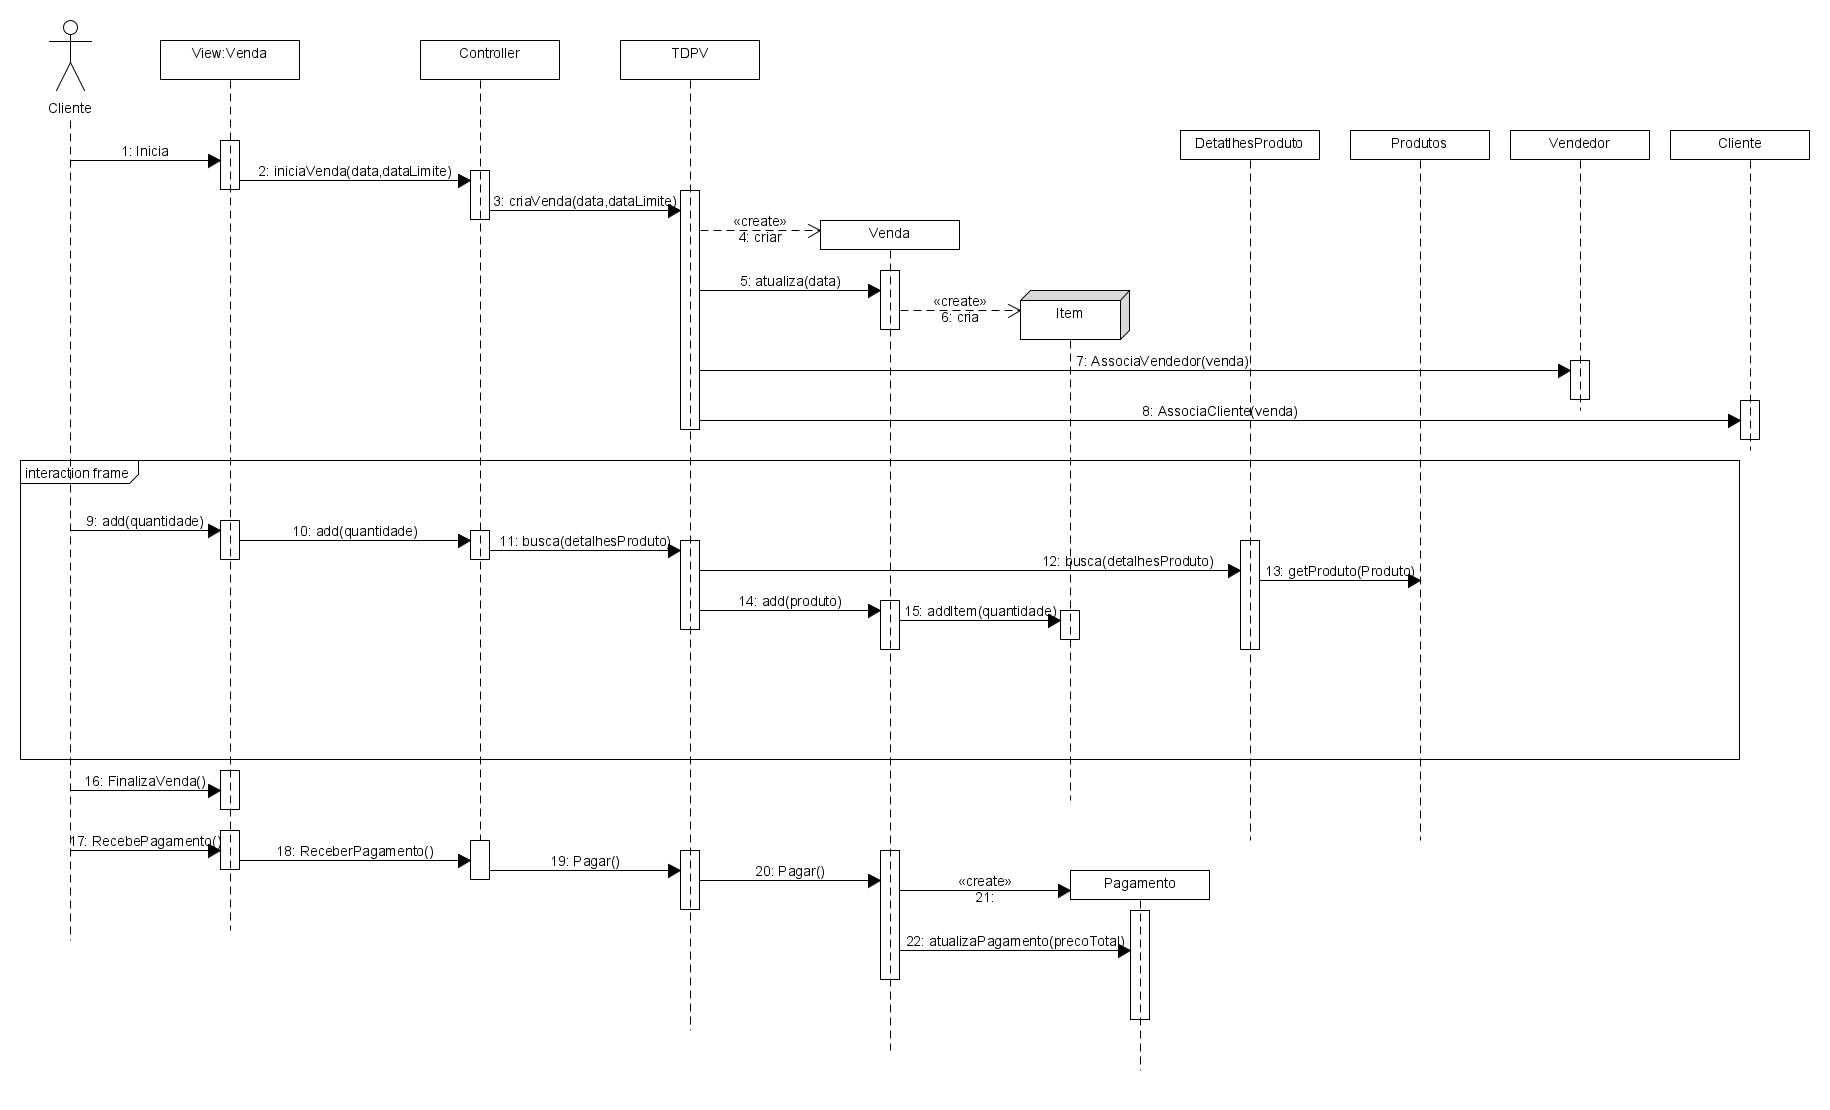 View:Venda
Controller
TDPV
Cliente
DetatlhesProduto
Produtos
Vendedor
Cliente
1: Inicia
2: iniciaVenda(data,dataLimite)
3: criaVenda(data,dataLimite)
«create»
4: criar
Venda
5: atualiza(data)
«create»
6: cria
Item
7: AssociaVendedor(venda)
8: AssociaCliente(venda)
interaction frame
9: add(quantidade)
10: add(quantidade)
11: busca(detalhesProduto)
12: busca(detalhesProduto)
13: getProduto(Produto)
14: add(produto)
15: addItem(quantidade)
16: FinalizaVenda()
17: RecebePagamento()
18: ReceberPagamento()
19: Pagar()
20: Pagar()
«create»
21:
Pagamento
22: atualizaPagamento(precoTotal)